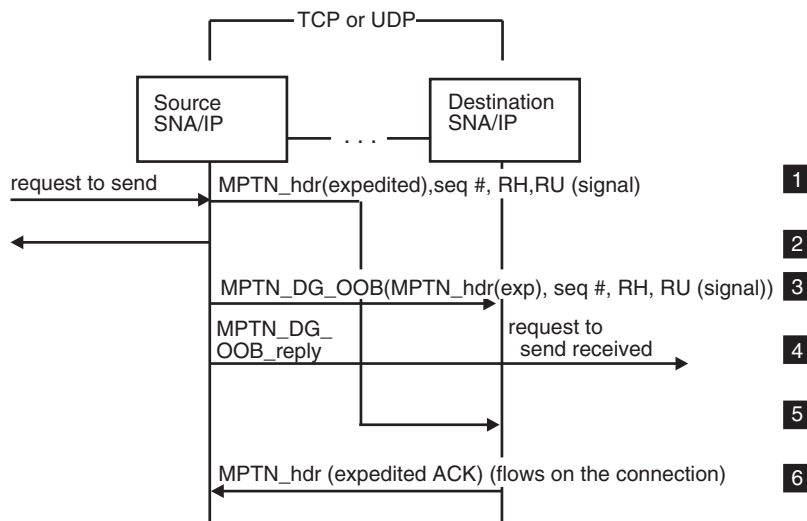 TCP or UDP
Source
SNA/IP
Destination
SNA/IP
. . .
request to send
MPTN_hdr(expedited),seq #, RH,RU (signal)
1
2
MPTN_DG_OOB(MPTN_hdr(exp), seq #, RH, RU (signal))
3
MPTN_DG_
OOB_reply
request to
send received
4
5
MPTN_hdr (expedited ACK) (flows on the connection)
6